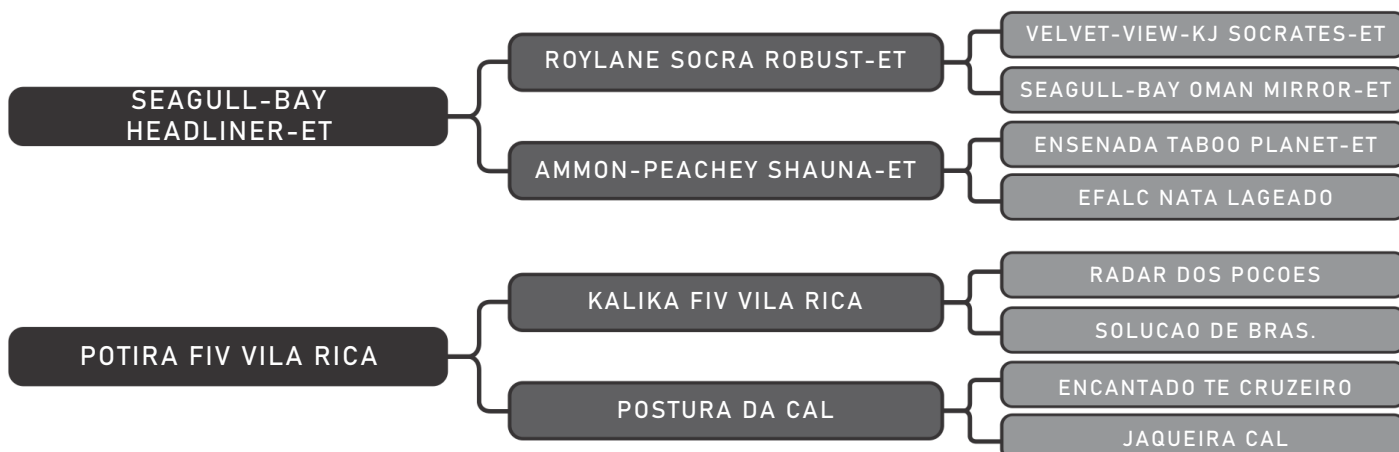 SEAGULL-BAY
HEADLINER-ET
ROYLANE SOCRA ROBUST-ET
VELVET-VIEW-KJ SOCRATES-ET
SEAGULL-BAY OMAN MIRROR-ET
AMMON-PEACHEY SHAUNA-ET
ENSENADA TABOO PLANET-ET
EFALC NATA LAGEADO
POTIRA FIV VILA RICA
KALIKA FIV VILA RICA
RADAR DOS POCOES
SOLUCAO DE BRAS.
POSTURA DA CAL
ENCANTADO TE CRUZEIRO
JAQUEIRA CAL